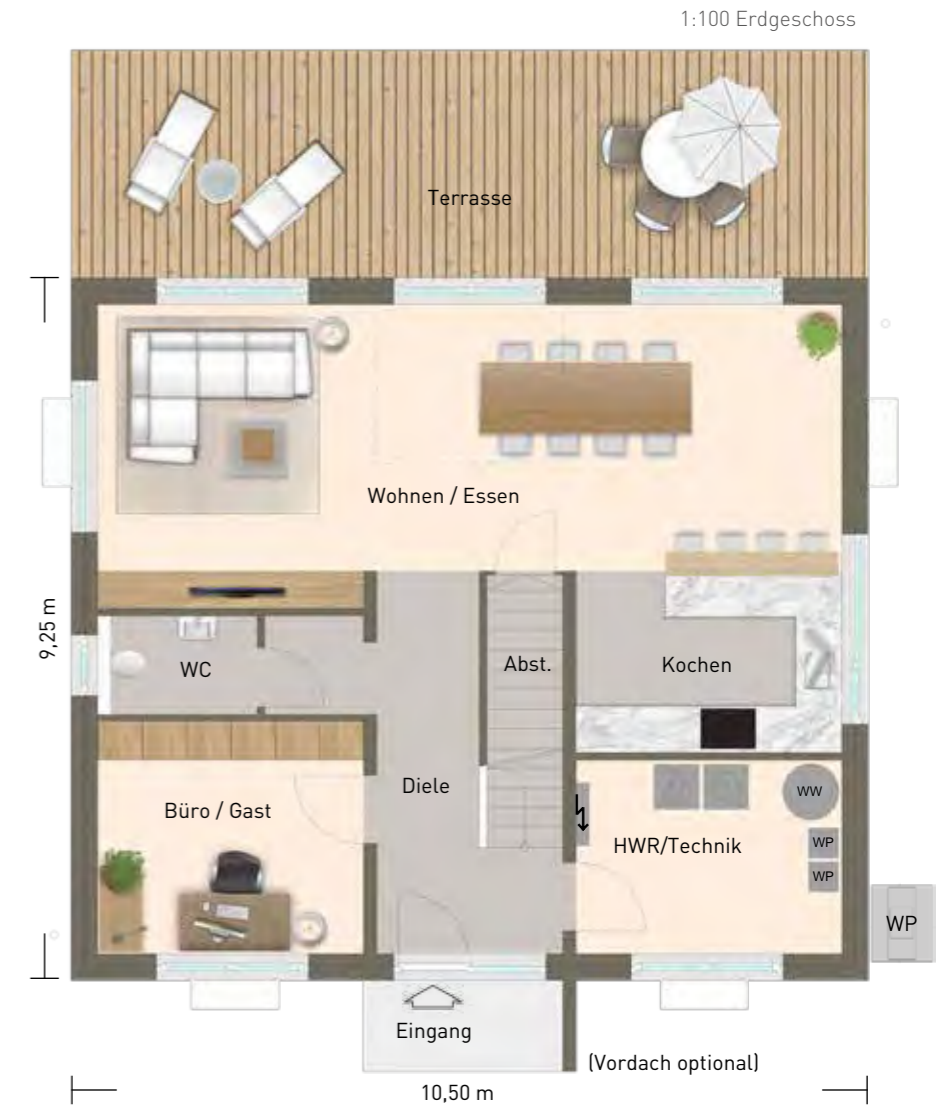 1:100 Erdgeschoss
Terrasse
Wohnen / Essen
9,25 m
WC
Abst.
Kochen
Diele
Büro / Gast
HWR/Technik
WW
WP
WP
WP
Eingang
(Vordach optional)
10,50 m